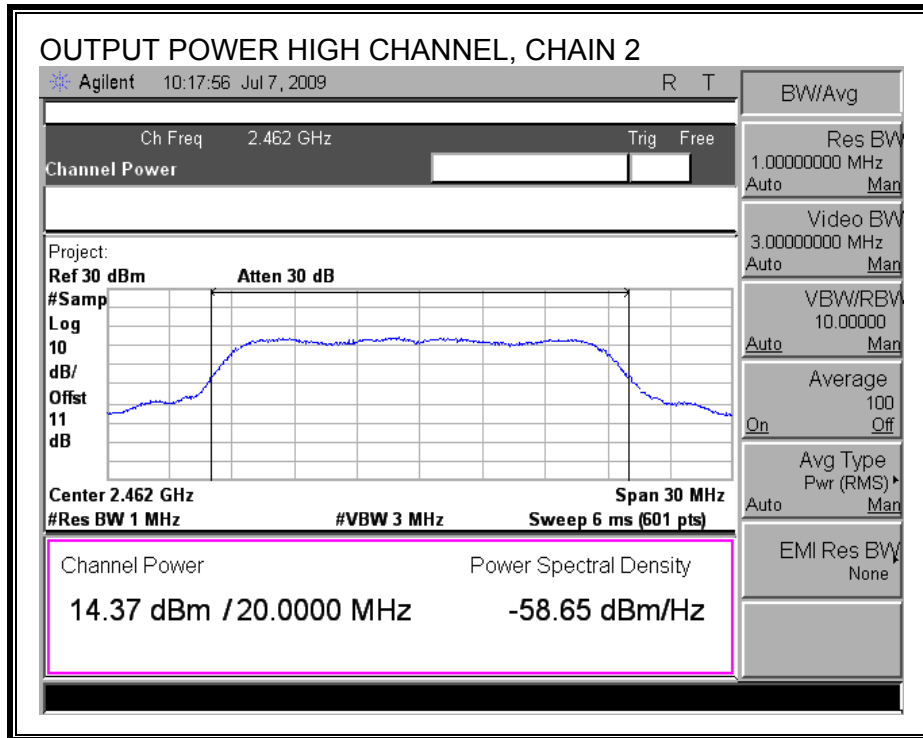 OUTPUT POWER HIGH CHANNEL, CHAIN 2
Agilent 10:17:56 Jul 7, 2009 R T
Ch Freq 2.462 GHz Trig Free
Channel Power
Project:
Ref 30 dBm Atten 30 dB
#Samp
Log
10
dB/
Offst
11
dB
Center 2.462 GHz Span 30 MHz
#Res BW 1 MHz #VBW 3 MHz Sweep 6 ms (601 pts)
Channel Power Power Spectral Density
14.37 dBm / 20.0000 MHz -58.65 dBm/Hz
BW/Avg
Res BW
1.00000000 MHz
Auto Man
Video BW
3.00000000 MHz
Auto Man
VBW/RBW
10.00000
Auto Man
Average
100
On Off
Avg Type
Pwr (RMS)
Auto Man
EMI Res BW
None